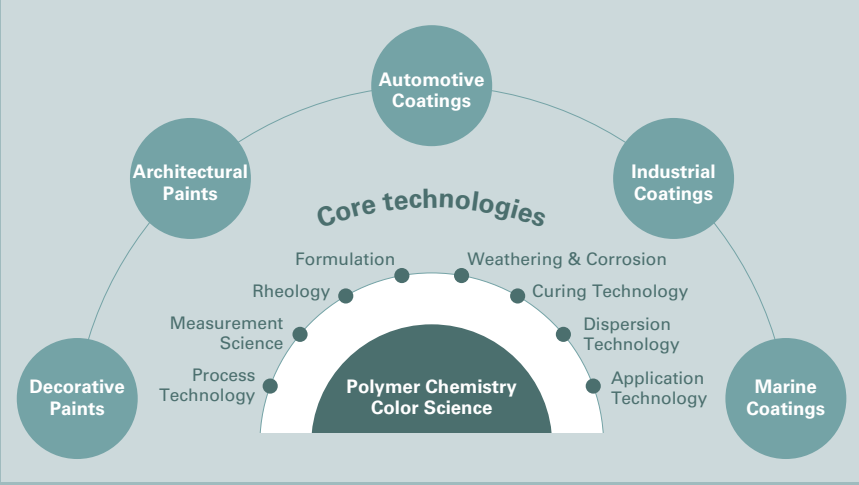 Automotive
Coatings
Architectural
Paints
Industrial
Coatings
Core technologies
Formulation
Weathering & Corrosion
Rheology
Curing Technology
Measurement
Science
Dispersion
Technology
Process
Technology
Application
Technology
Decorative
Paints
Polymer Chemistry
Color Science
Marine
Coatings